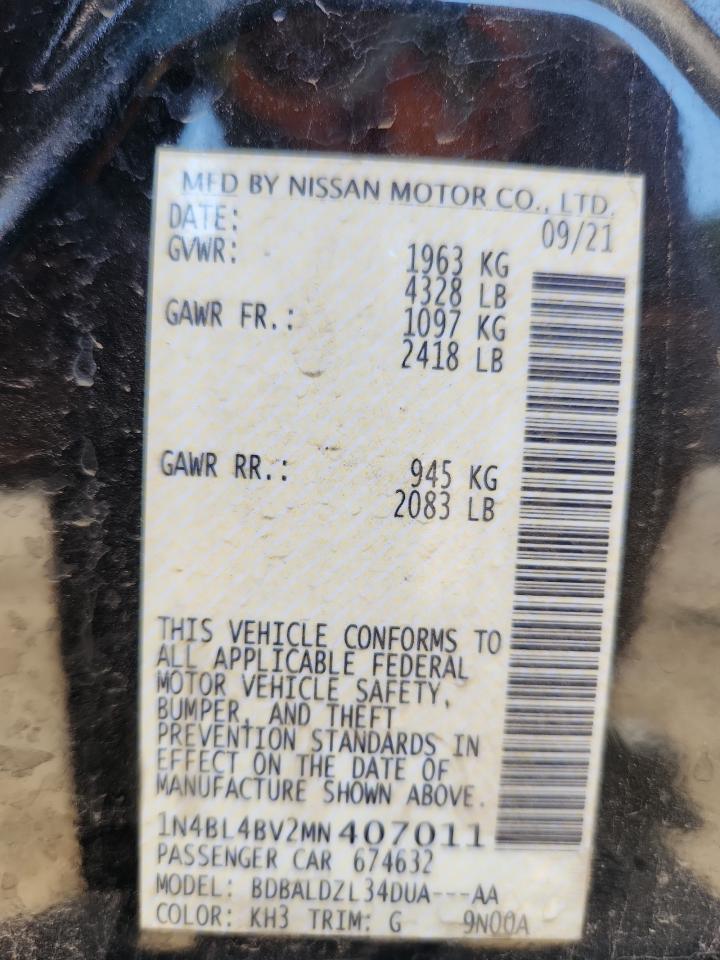 MFD BY NISSAN MOTOR CO., LTD.
DATE: 09/21
GVWR: 1963 KG
4328 LB
GAWR FR.: 1097 KG
2418 LB
GAWR RR.: 945 KG
2083 LB
THIS VEHICLE CONFORMS TO
ALL APPLICABLE FEDERAL
MOTOR VEHICLE SAFETY,
BUMPER, AND THEFT
PREVENTION STANDARDS IN
EFFECT ON THE DATE OF
MANUFACTURE SHOWN ABOVE.
1N4BL4BV2MN407011
PASSENGER CAR 674632
MODEL: BDBALDZL34DUA---AA
COLOR: KH3 TRIM: G 9N00A